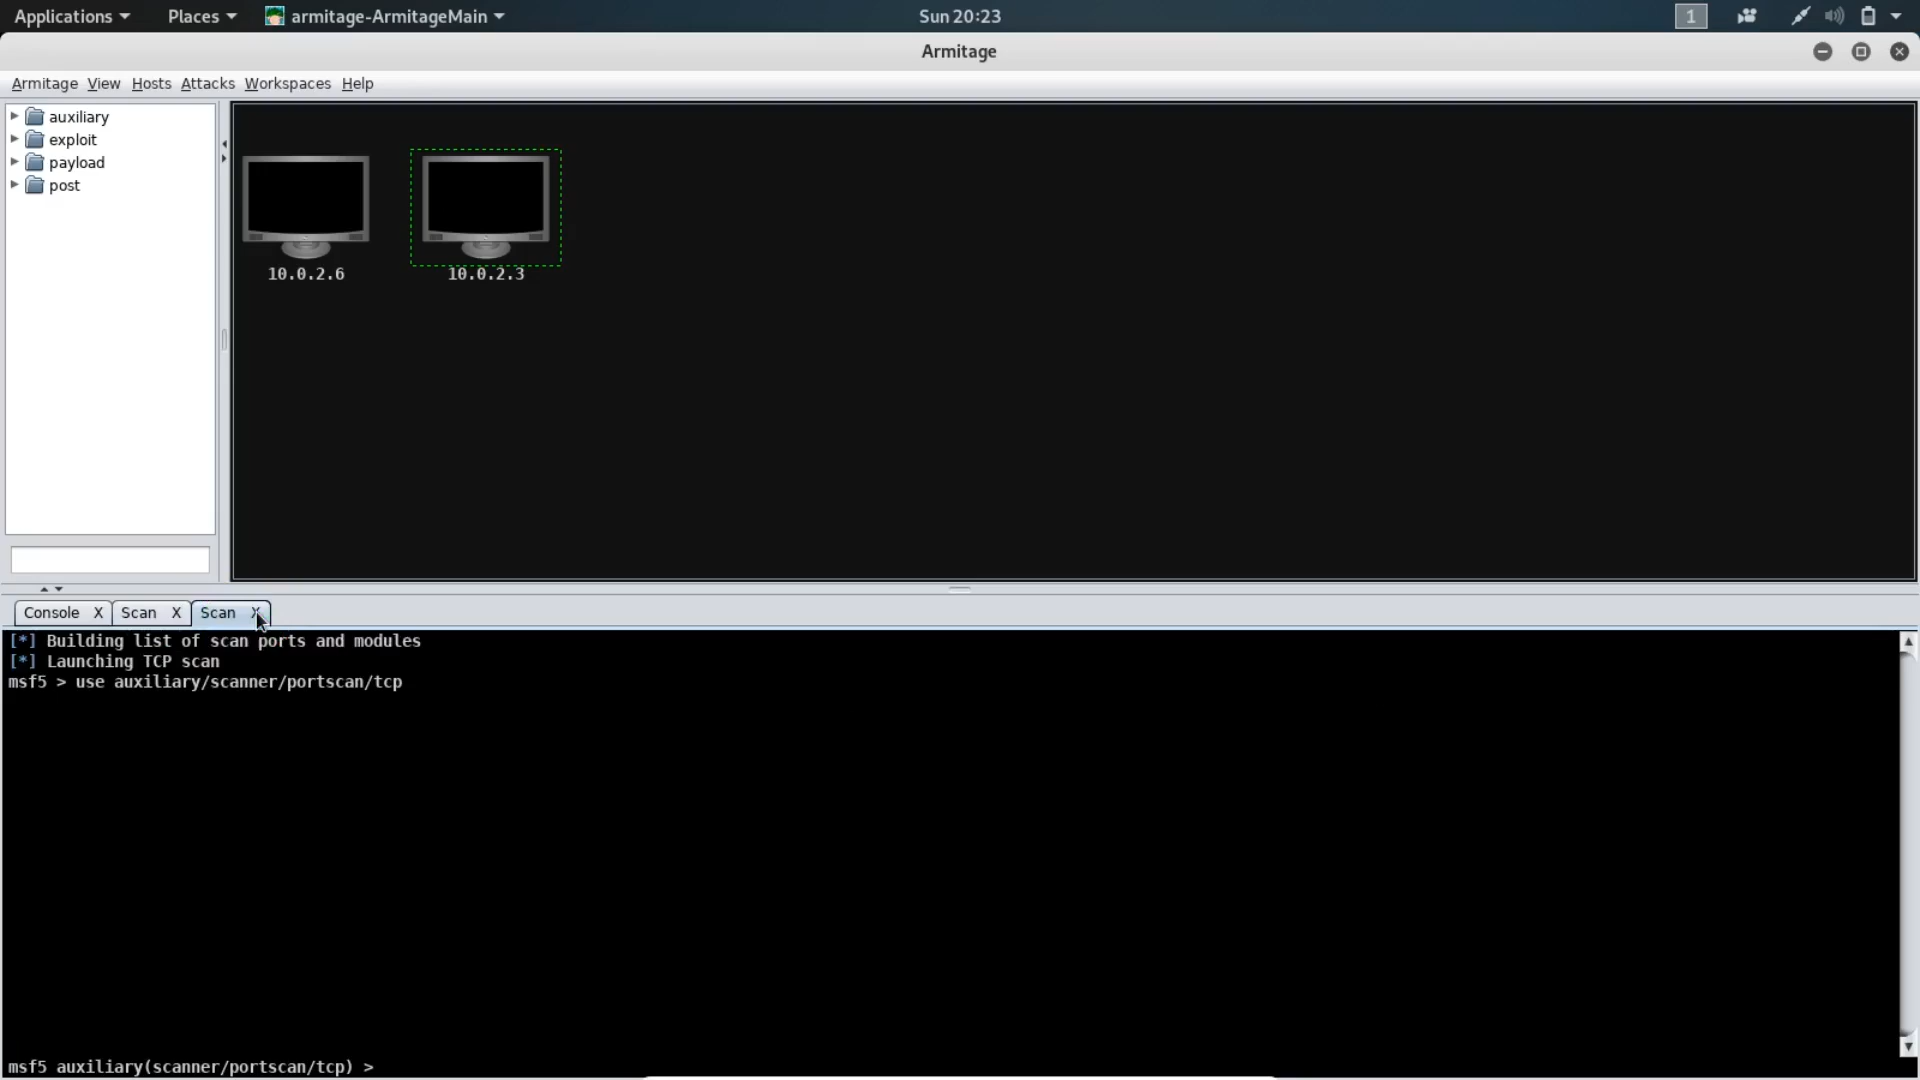 Applications Places armitage-ArmitageMain Sun 20:23 1
Armitage
Armitage View Hosts Attacks Workspaces Help
auxiliary
exploit
payload
post
10.0.2.6 10.0.2.3
Console X Scan X Scan X
[*] Building list of scan ports and modules
[*] Launching TCP scan
msf5 > use auxiliary/scanner/portscan/tcp
msf5 auxiliary(scanner/portscan/tcp) >